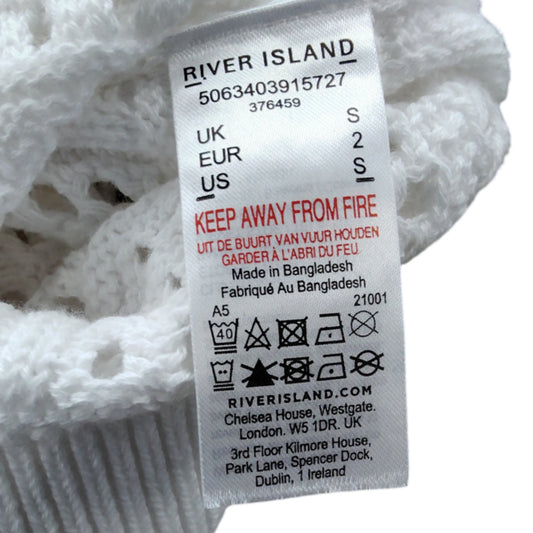 RIVER ISLAND
5063403915727
376459
UK S
EUR 2
US S
KEEP AWAY FROM FIRE
UIT DE BUURT VAN VUUR HOUDEN
GARDER À L'ABRI DU FEU
Made in Bangladesh
Fabriqué Au Bangladesh
A5 21001
40
RIVERISLAND.COM
Chelsea House, Westgate.
London. W5 1DR. UK
3rd Floor Kilmore House,
Park Lane, Spencer Dock,
Dublin, 1 Ireland